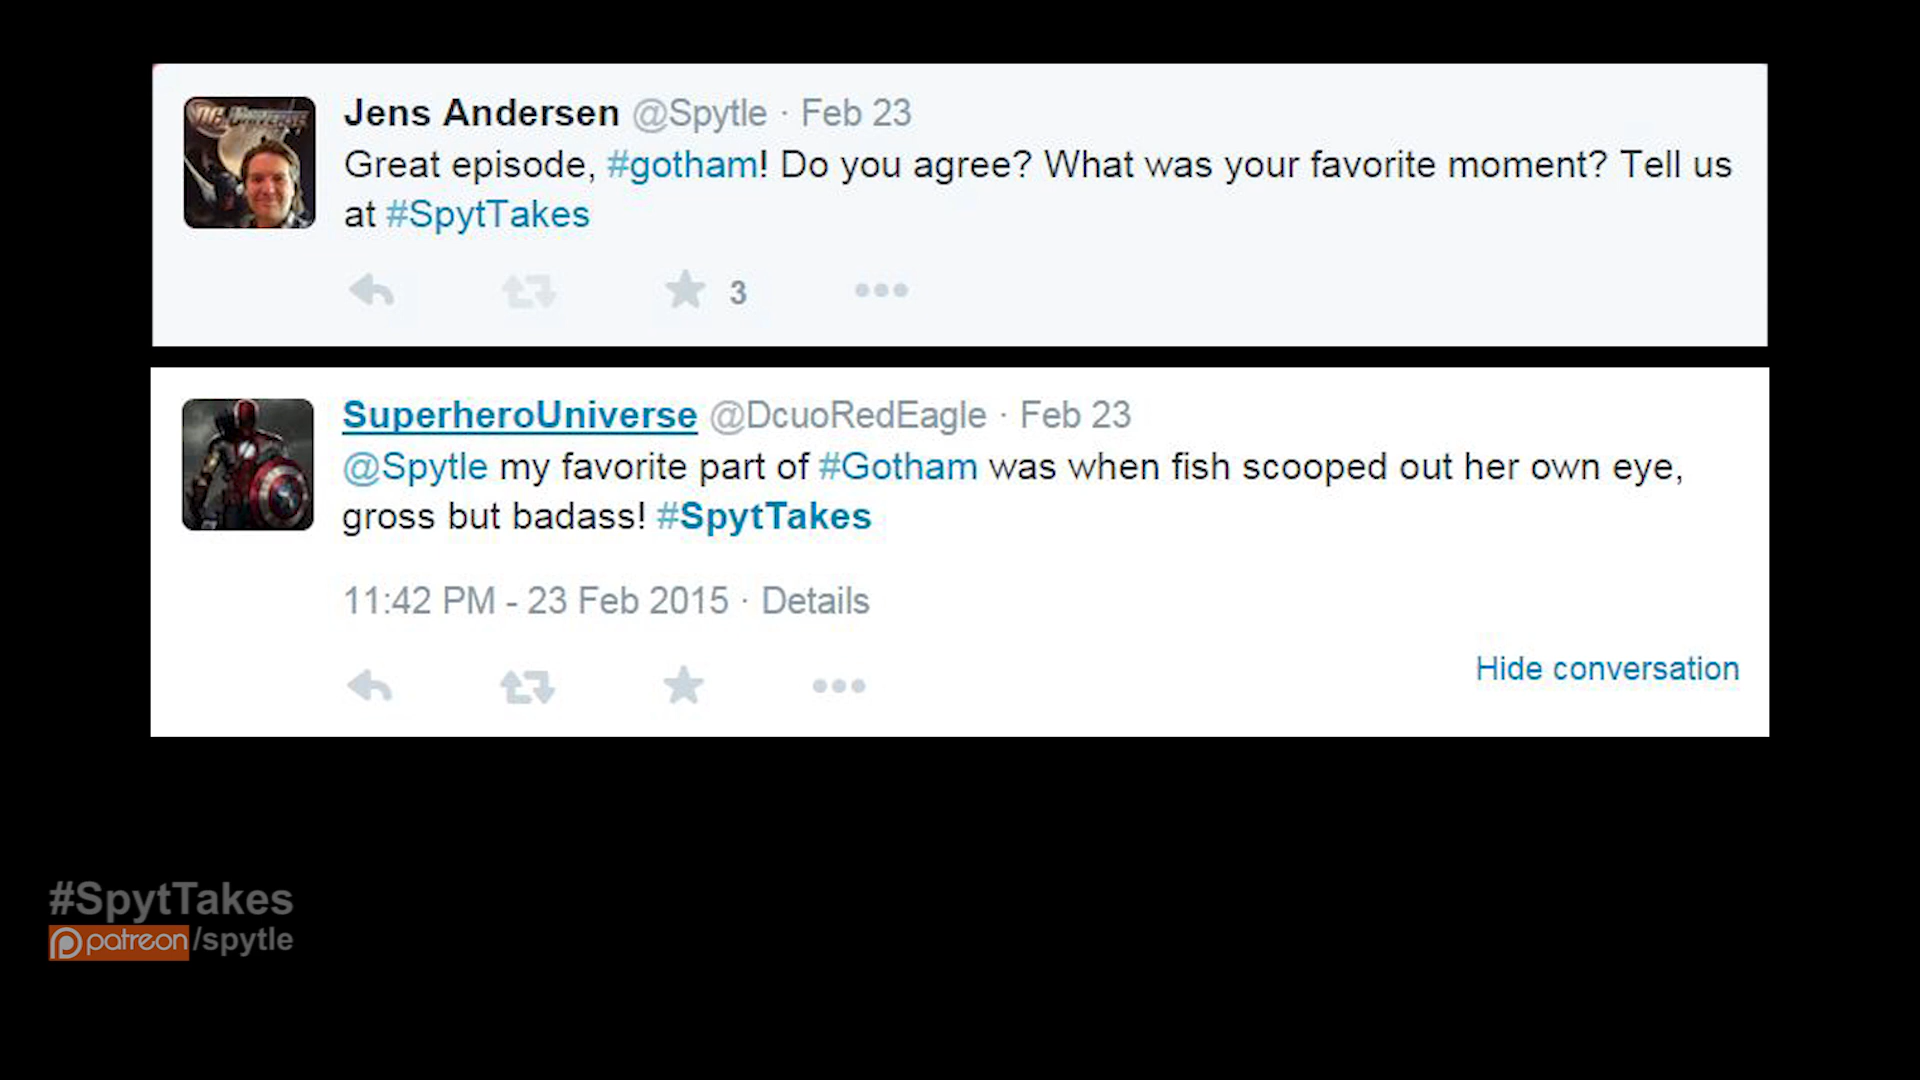 Jens Andersen @Spytle · Feb 23
Great episode, #gotham! Do you agree? What was your favorite moment? Tell us
at #SpytTakes
3
SuperheroUniverse @DcuoRedEagle · Feb 23
@Spytle my favorite part of #Gotham was when fish scooped out her own eye,
gross but badass! #SpytTakes
11:42 PM - 23 Feb 2015 · Details
Hide conversation
#SpytTakes
patreon/spytle